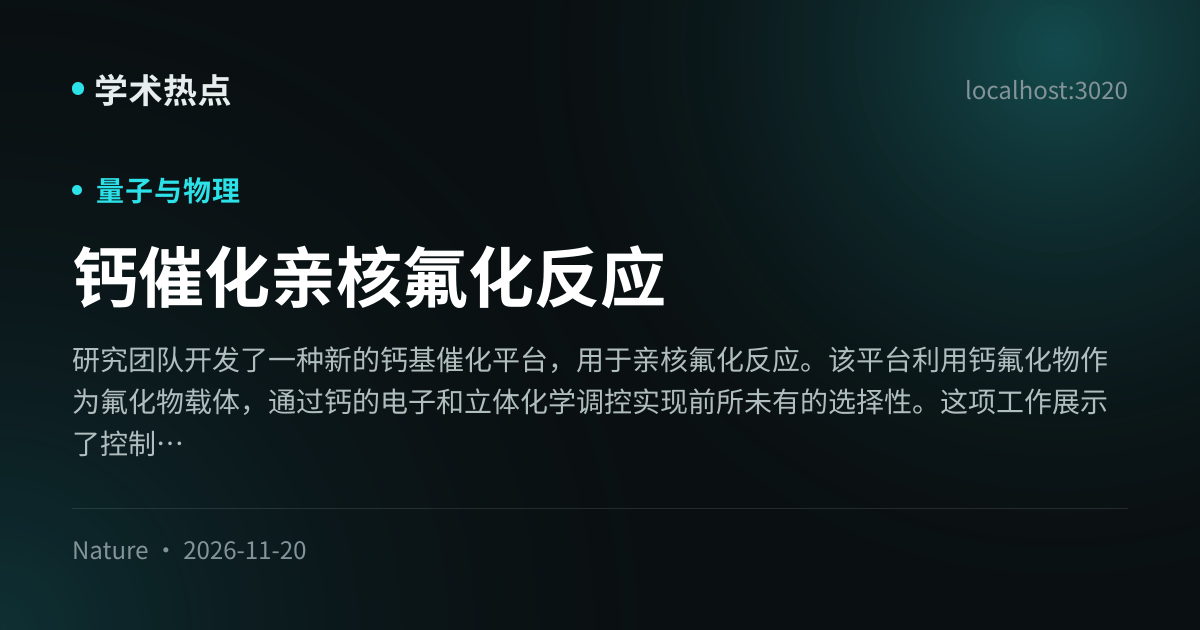 学术热点
localhost:3020
量子与物理
钙催化亲核氟化反应
研究团队开发了一种新的钙基催化平台，用于亲核氟化反应。该平台利用钙氟化物作
为氟化物载体，通过钙的电子和立体化学调控实现前所未有的选择性。这项工作展示
了控制…
Nature · 2026-11-20